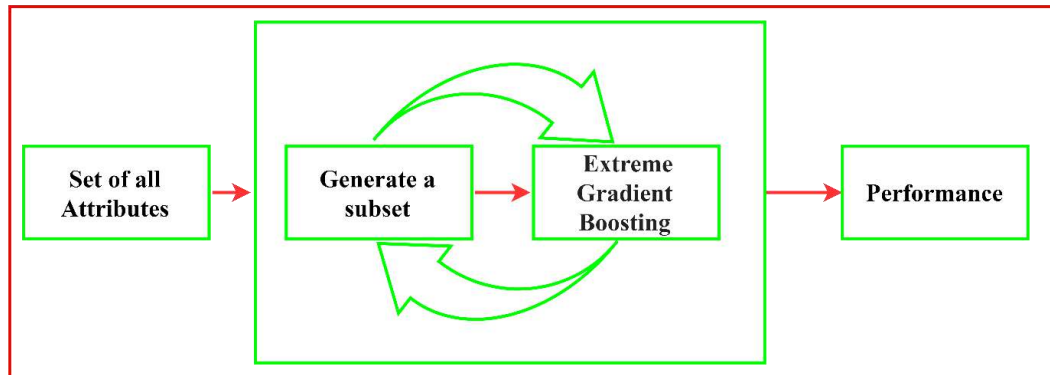 Set of all
Attributes
Generate a
subset
Extreme
Gradient
Boosting
Performance